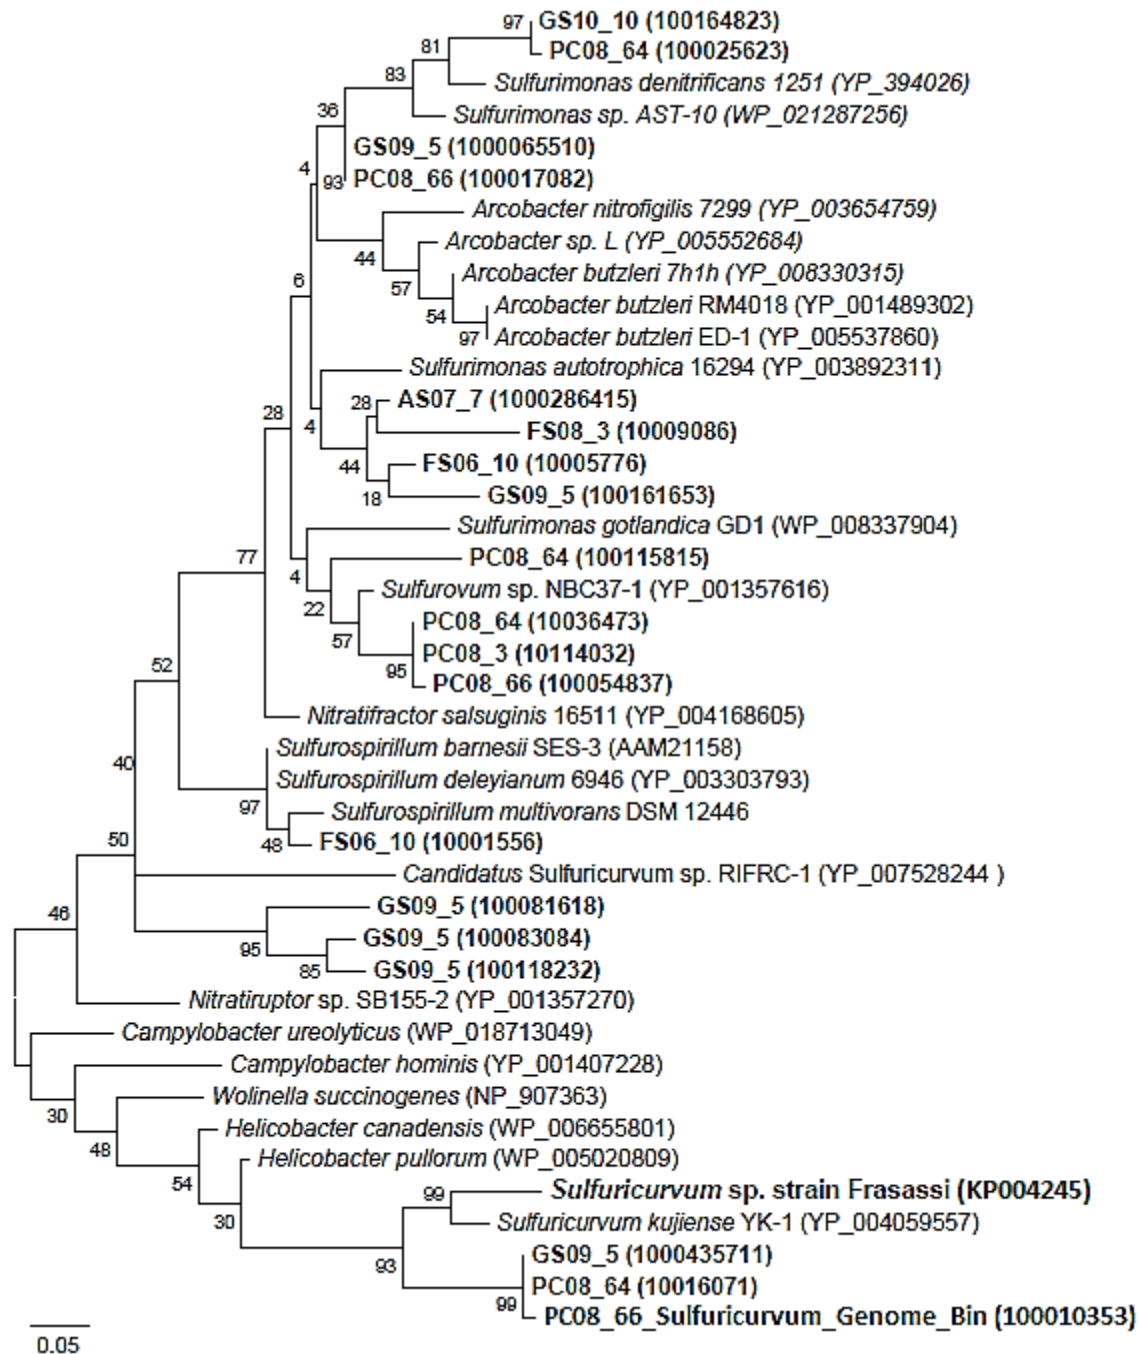 97 GS10_10 (100164823)
81 PC08_64 (100025623)
83 Sulfurimonas denitrificans 1251 (YP_394026)
36 Sulfurimonas sp. AST-10 (WP_021287256)
GS09_5 (1000065510)
4 93 PC08_66 (100017082)
Arcobacter nitrofigilis 7299 (YP_003654759)
44 Arcobacter sp. L (YP_005552684)
6 57 Arcobacter butzleri 7h1h (YP_008330315)
54 Arcobacter butzleri RM4018 (YP_001489302)
97 Arcobacter butzleri ED-1 (YP_005537860)
Sulfurimonas autotrophica 16294 (YP_003892311)
28 AS07_7 (1000286415)
28 4 FS08_3 (10009086)
44 FS06_10 (10005776)
18 GS09_5 (100161653)
Sulfurimonas gotlandica GD1 (WP_008337904)
77 PC08_64 (100115815)
4 Sulfurovum sp. NBC37-1 (YP_001357616)
22 PC08_64 (10036473)
57 PC08_3 (10114032)
52 95 PC08_66 (100054837)
Nitratifractor salsuginis 16511 (YP_004168605)
Sulfurospirillum barnesii SES-3 (AAM21158)
40 Sulfurospirillum deleyianum 6946 (YP_003303793)
97 Sulfurospirillum multivorans DSM 12446
50 48 FS06_10 (10001556)
Candidatus Sulfuricurvum sp. RIFRC-1 (YP_007528244 )
46 GS09_5 (100081618)
95 GS09_5 (100083084)
85 GS09_5 (100118232)
Nitratiruptor sp. SB155-2 (YP_001357270)
Campylobacter ureolyticus (WP_018713049)
Campylobacter hominis (YP_001407228)
30 Wolinella succinogenes (NP_907363)
48 Helicobacter canadensis (WP_006655801)
54 Helicobacter pullorum (WP_005020809)
99 Sulfuricurvum sp. strain Frasassi (KP004245)
30 Sulfuricurvum kujiense YK-1 (YP_004059557)
93 GS09_5 (1000435711)
PC08_64 (10016071)
99 PC08_66_Sulfuricurvum_Genome_Bin (100010353)
0.05